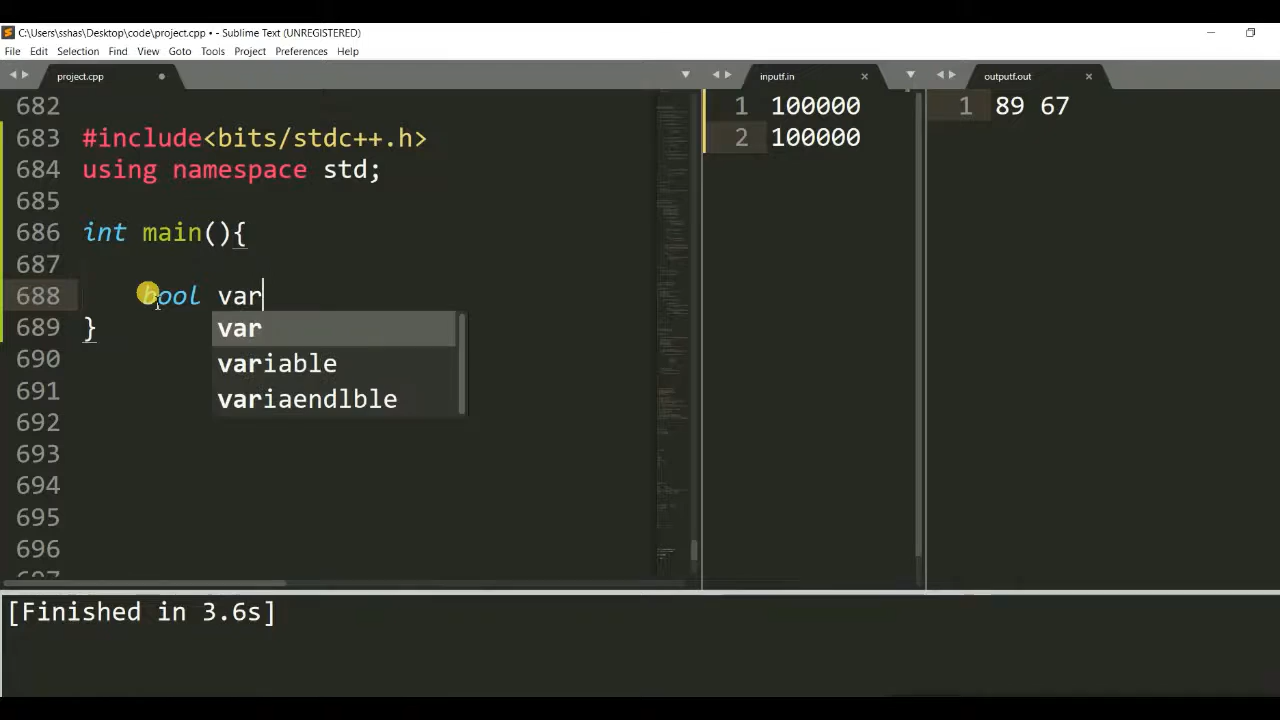 C:\Users\sshas\Desktop\code\project.cpp • - Sublime Text (UNREGISTERED)
File Edit Selection Find View Goto Tools Project Preferences Help
project.cpp
inputf.in
outputf.out
682
683 #include<bits/stdc++.h>
684 using namespace std;
685
686 int main(){
687
688 bool var
var
variable
variaendlble
689 }
690
691
692
693
694
695
696
697
1 100000
2 100000
1 89 67
[Finished in 3.6s]